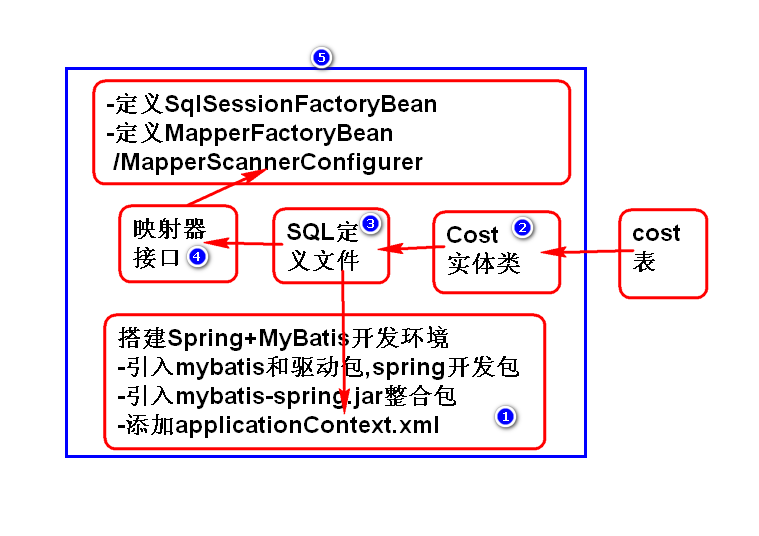 ⑤
-定义SqlSessionFactoryBean
-定义MapperFactoryBean
/MapperScannerConfigurer
映射器
接口 ④
SQL定 ③
义文件
Cost ②
实体类
cost
表
搭建Spring+MyBatis开发环境
-引入mybatis和驱动包,spring开发包
-引入mybatis-spring.jar整合包
-添加applicationContext.xml ①